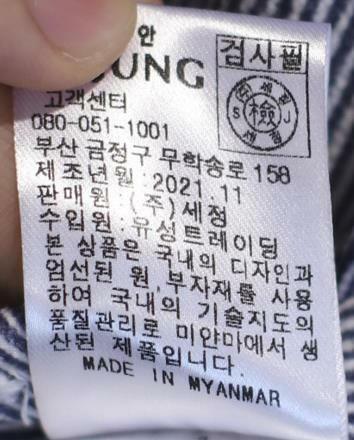 안
검사필
UNG
檢
고객센터
080-051-1001
부산 금정구 무학송로 158
제조년월 : 2021.11
판매원 : (주)세정
수입원 : 유성트레이딩
본 상품은 국내의 디자인과
엄선된 원,부자재를 사용
하여 국내의 기술지도의
품질관리로 미얀마에서 생
산된 제품입니다.
MADE IN MYANMAR